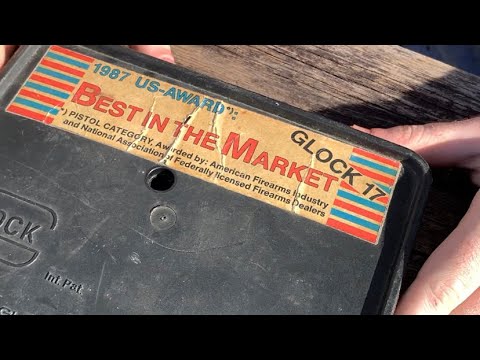 1987 US-AWARD*):
BEST IN THE MARKET
GLOCK 17
*) PISTOL CATEGORY. Awarded by: American Firearms Industry
and National Association of Federally licensed Firearms Dealers
OCK
Int. Pat.